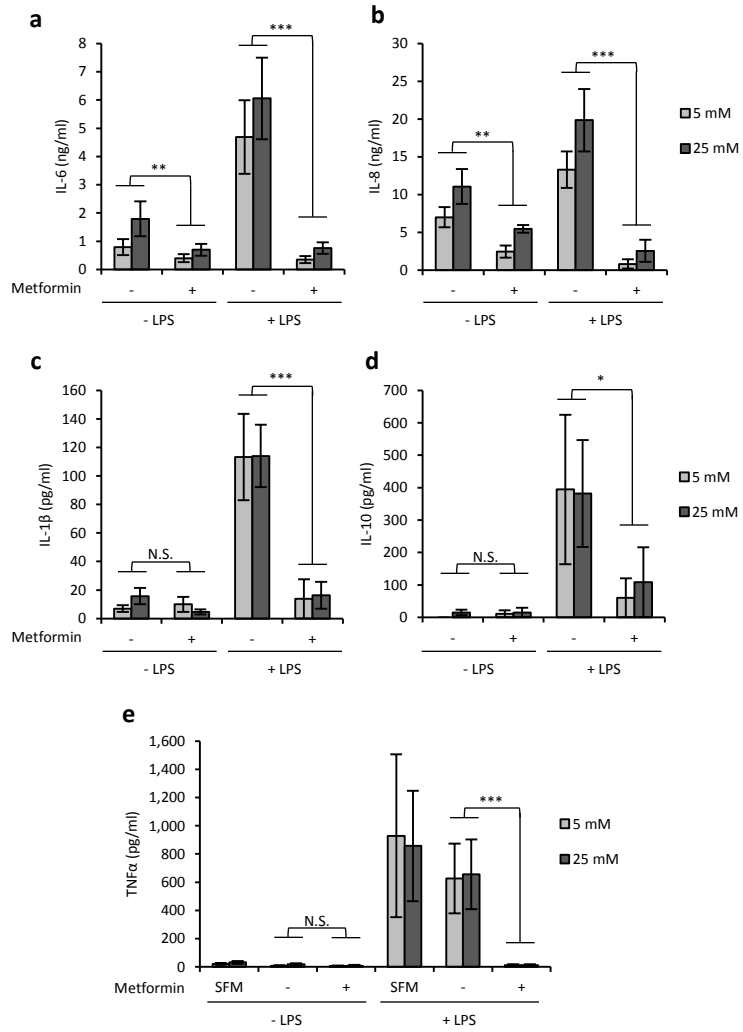 a
***
8
7
6
5
4
3
2
1
0
IL-6 (ng/ml)
**
Metformin - + - +
- LPS + LPS
b
***
30
25
20
15
10
5
0
IL-8 (ng/ml)
**
- + - +
- LPS + LPS
5 mM
25 mM
c
***
160
140
120
100
80
60
40
20
0
IL-1β (pg/ml)
N.S.
Metformin - + - +
- LPS + LPS
d
*
700
600
500
400
300
200
100
0
IL-10 (pg/ml)
N.S.
- + - +
- LPS + LPS
5 mM
25 mM
e
1,600
1,400
1,200
1,000
800
600
400
200
0
TNFα (pg/ml)
***
N.S.
Metformin SFM - + SFM - +
- LPS + LPS
5 mM
25 mM